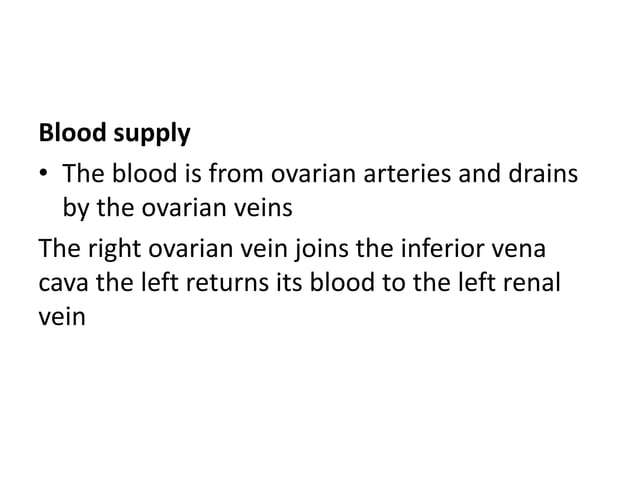 Blood supply
• The blood is from ovarian arteries and drains
by the ovarian veins
The right ovarian vein joins the inferior vena
cava the left returns its blood to the left renal
vein